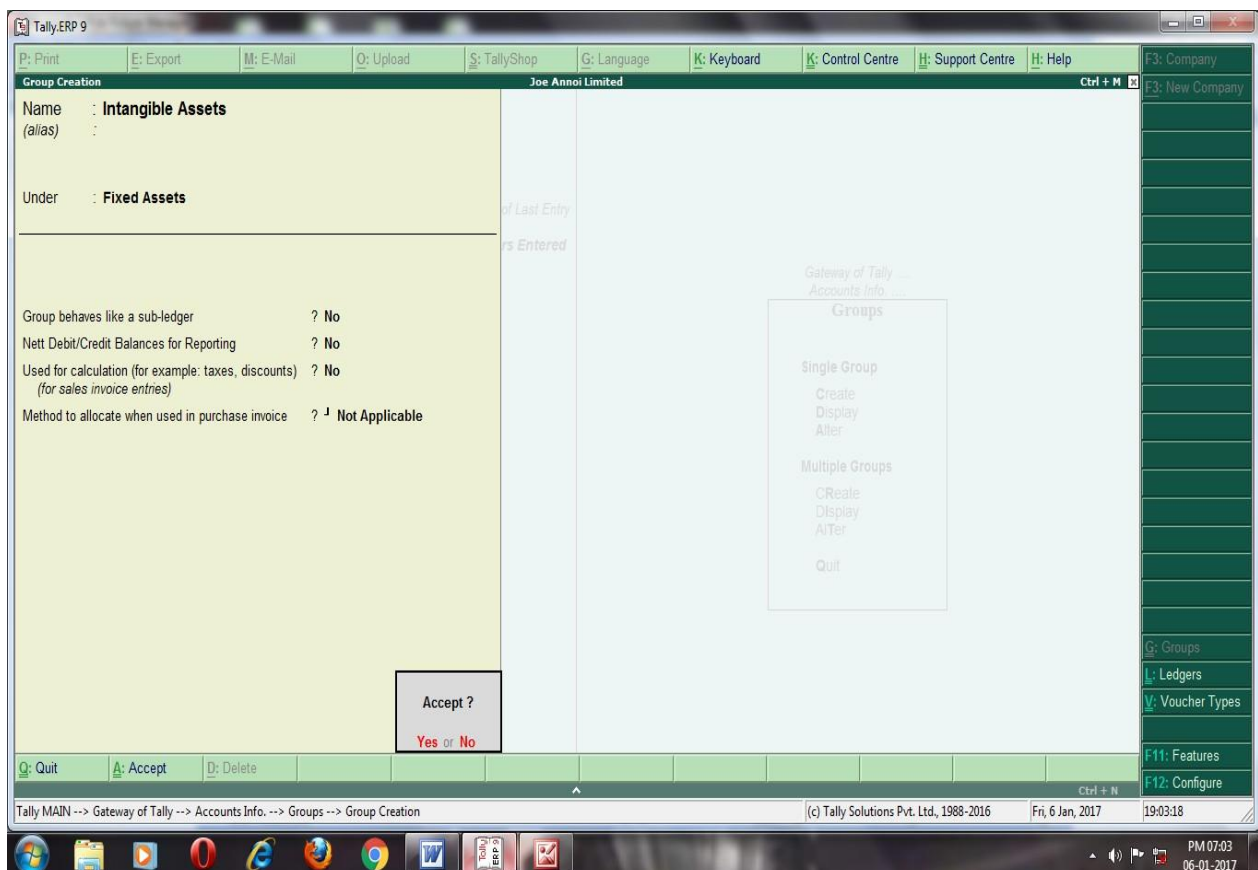 Tally.ERP 9
P: Print E: Export M: E-Mail O: Upload S: TallyShop G: Language K: Keyboard K: Control Centre H: Support Centre H: Help F3: Company
Group Creation Joe Annoi Limited Ctrl + M x F3: New Company
Name : Intangible Assets
(alias) :
Under : Fixed Assets
of Last Entry
rs Entered
Gateway of Tally ....
Accounts Info. ....
Groups
Group behaves like a sub-ledger ? No
Nett Debit/Credit Balances for Reporting ? No
Used for calculation (for example: taxes, discounts) ? No
(for sales invoice entries)
Method to allocate when used in purchase invoice ? ┘ Not Applicable
Single Group
Create
Display
Alter
Multiple Groups
CReate
DIsplay
AlTer
Quit
G: Groups
L: Ledgers
V: Voucher Types
F11: Features
F12: Configure
Accept ?
Yes or No
Q: Quit A: Accept D: Delete
Ctrl + N
Tally MAIN --> Gateway of Tally --> Accounts Info. --> Groups --> Group Creation (c) Tally Solutions Pvt. Ltd., 1988-2016 Fri, 6 Jan, 2017 19:03:18
Tally ERP 9
PM 07:03
06-01-2017